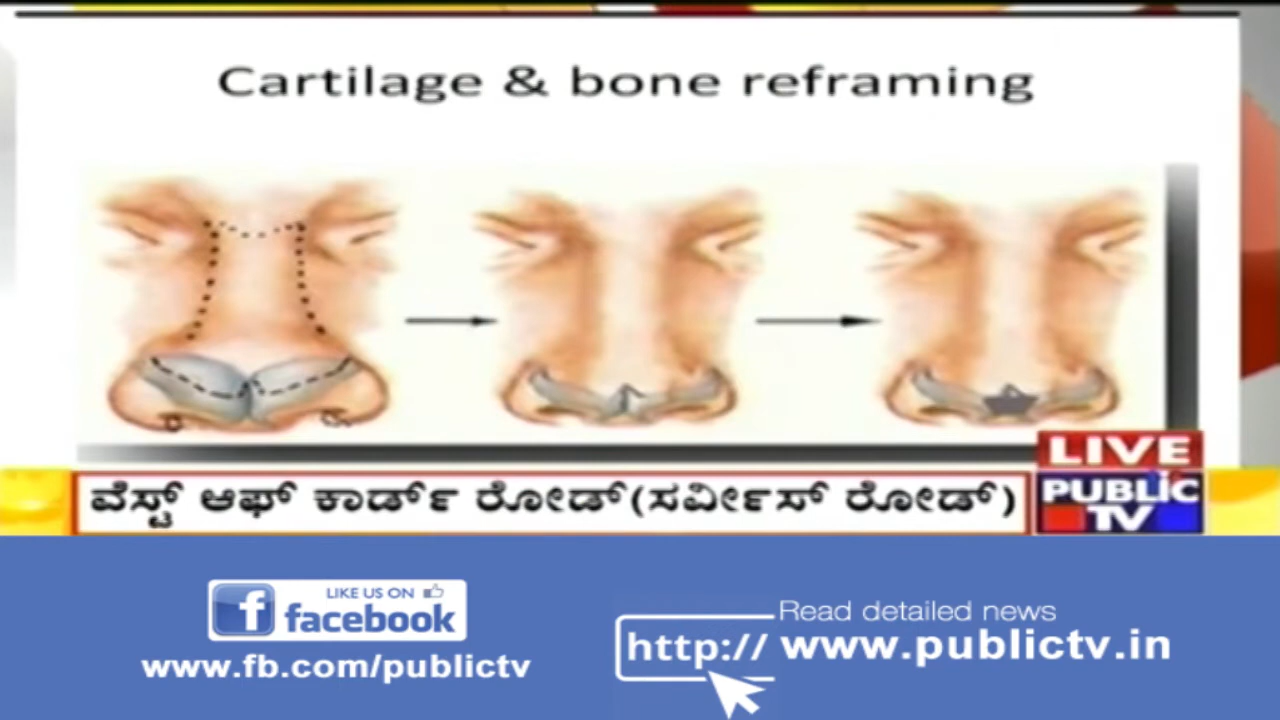 Cartilage & bone reframing
LIVE
ವೆಸ್ಟ್ ಆಫ್ ಕಾರ್ಡ್ ರೋಡ್(ಸರ್ವೀಸ್ ರೋಡ್)
PUBLiC
TV
LIKE US ON
f facebook
www.fb.com/publictv
Read detailed news
http:// www.publictv.in